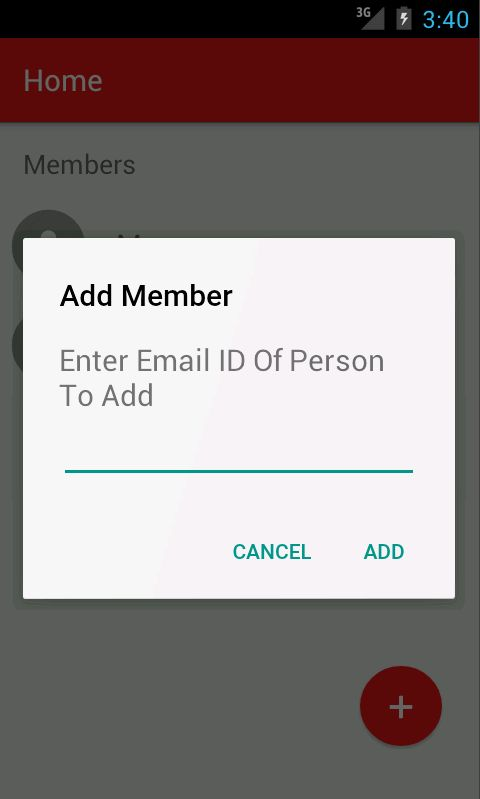 3G 3:40
Home
Members
Add Member
Enter Email ID Of Person
To Add
CANCEL ADD
+